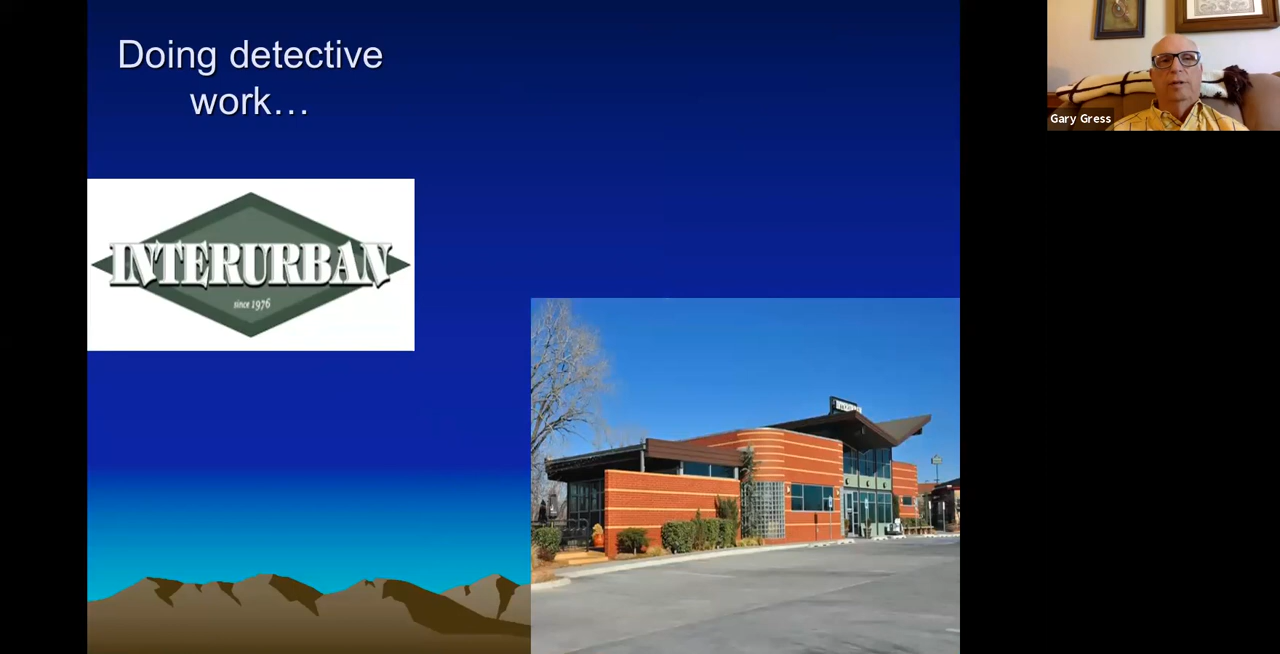 Doing detective
work…
INTERURBAN
since 1976
Gary Gress